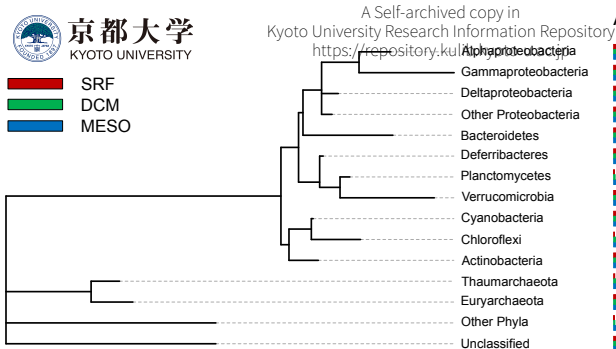 A Self-archived copy in
京都大学
Kyoto University Research Information Repository
KYOTO UNIVERSITY
https://repository.kulib.kyoto-u.ac.jp
Alphaproteobacteria
Gammaproteobacteria
SRF
Deltaproteobacteria
DCM
Other Proteobacteria
MESO
Bacteroidetes
Deferribacteres
Planctomycetes
Verrucomicrobia
Cyanobacteria
Chloroflexi
Actinobacteria
Thaumarchaeota
Euryarchaeota
Other Phyla
Unclassified